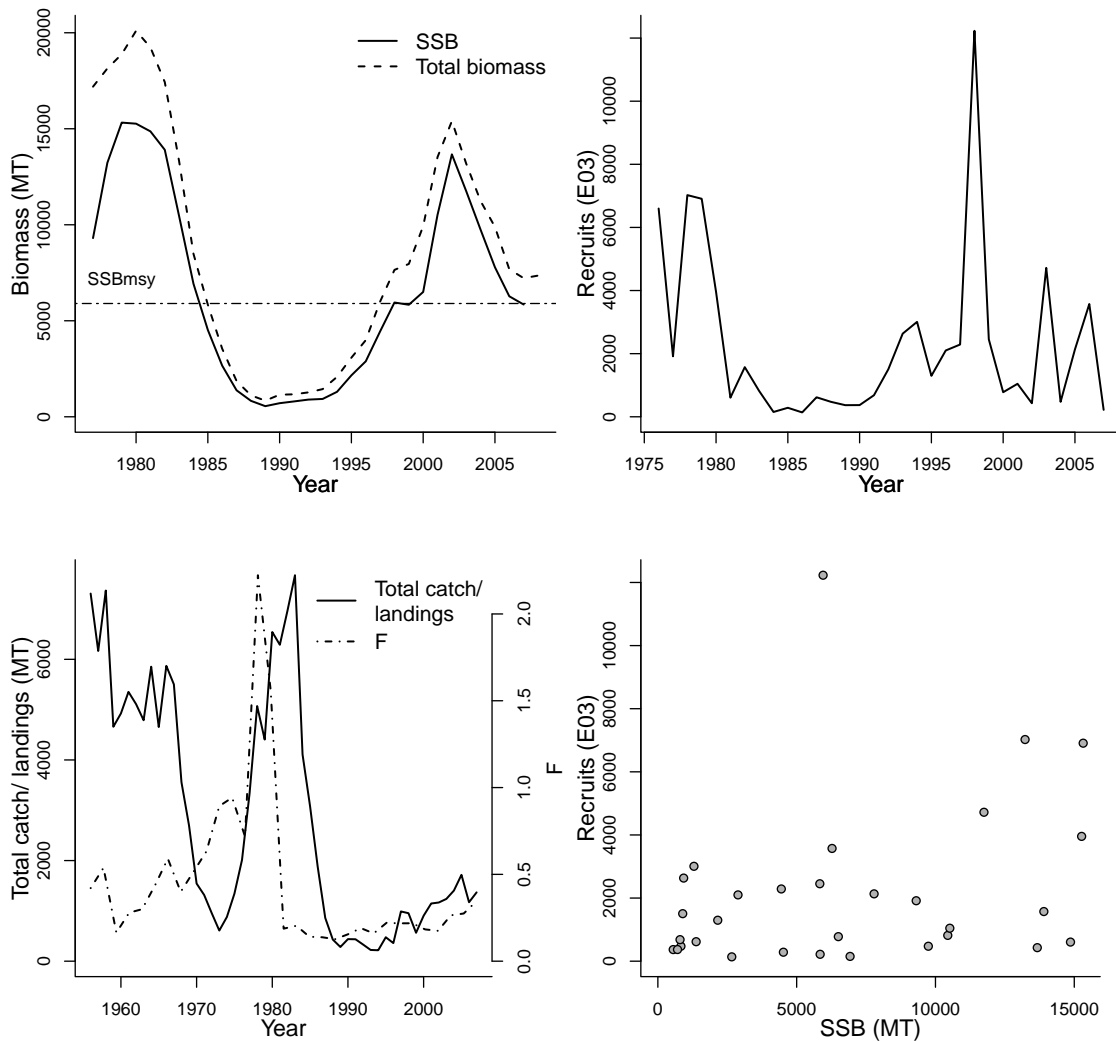 SSB
Total biomass
SSBmsy
Biomass (MT)
0
5000
10000
15000
20000
1980 1985 1990 1995 2000 2005
Year
Recruits (E03)
0
2000
4000
6000
8000
10000
1975 1980 1985 1990 1995 2000 2005
Year
Total catch/
landings
F
Total catch/ landings (MT)
0
2000
4000
6000
F
0.0
0.5
1.0
1.5
2.0
1960 1970 1980 1990 2000
Year
Recruits (E03)
0
2000
4000
6000
8000
10000
0 5000 10000 15000
SSB (MT)